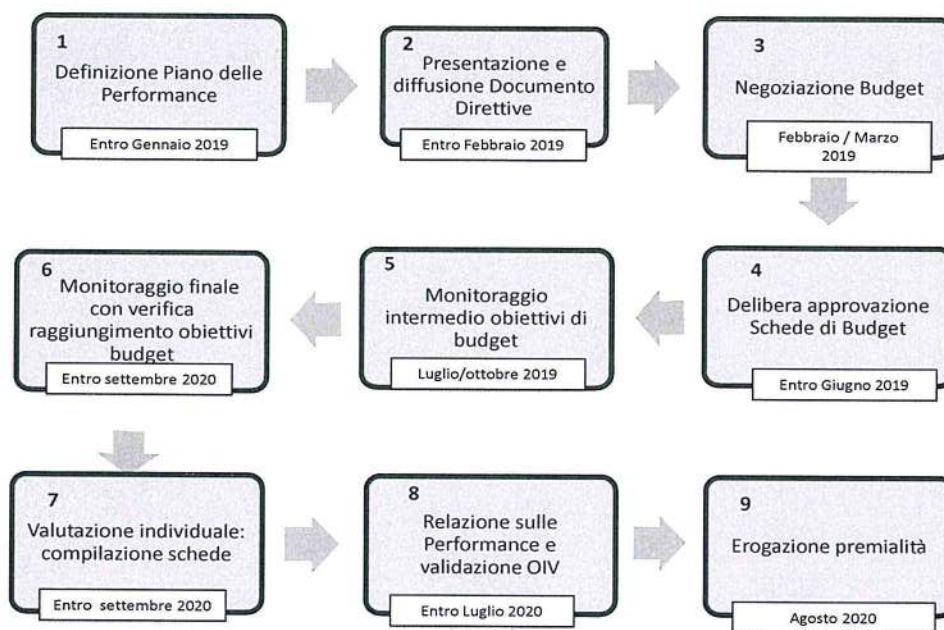 1
Definizione Piano delle
Performance
Entro Gennaio 2019
2
Presentazione e
diffusione Documento
Direttive
Entro Febbraio 2019
3
Negoziazione Budget
Febbraio / Marzo
2019
4
Delibera approvazione
Schede di Budget
Entro Giugno 2019
5
Monitoraggio
intermedio obiettivi di
budget
Luglio/ottobre 2019
6
Monitoraggio finale
con verifica
raggiungimento obiettivi
budget
Entro settembre 2020
7
Valutazione individuale:
compilazione schede
Entro settembre 2020
8
Relazione sulle
Performance e
validazione OIV
Entro Luglio 2020
9
Erogazione premialità
Agosto 2020